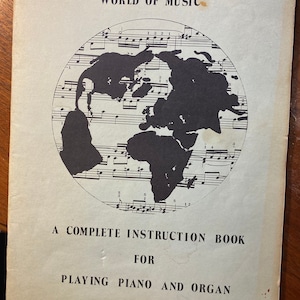 WORLD OF MUSIC
A COMPLETE INSTRUCTION BOOK
FOR
PLAYING PIANO AND ORGAN